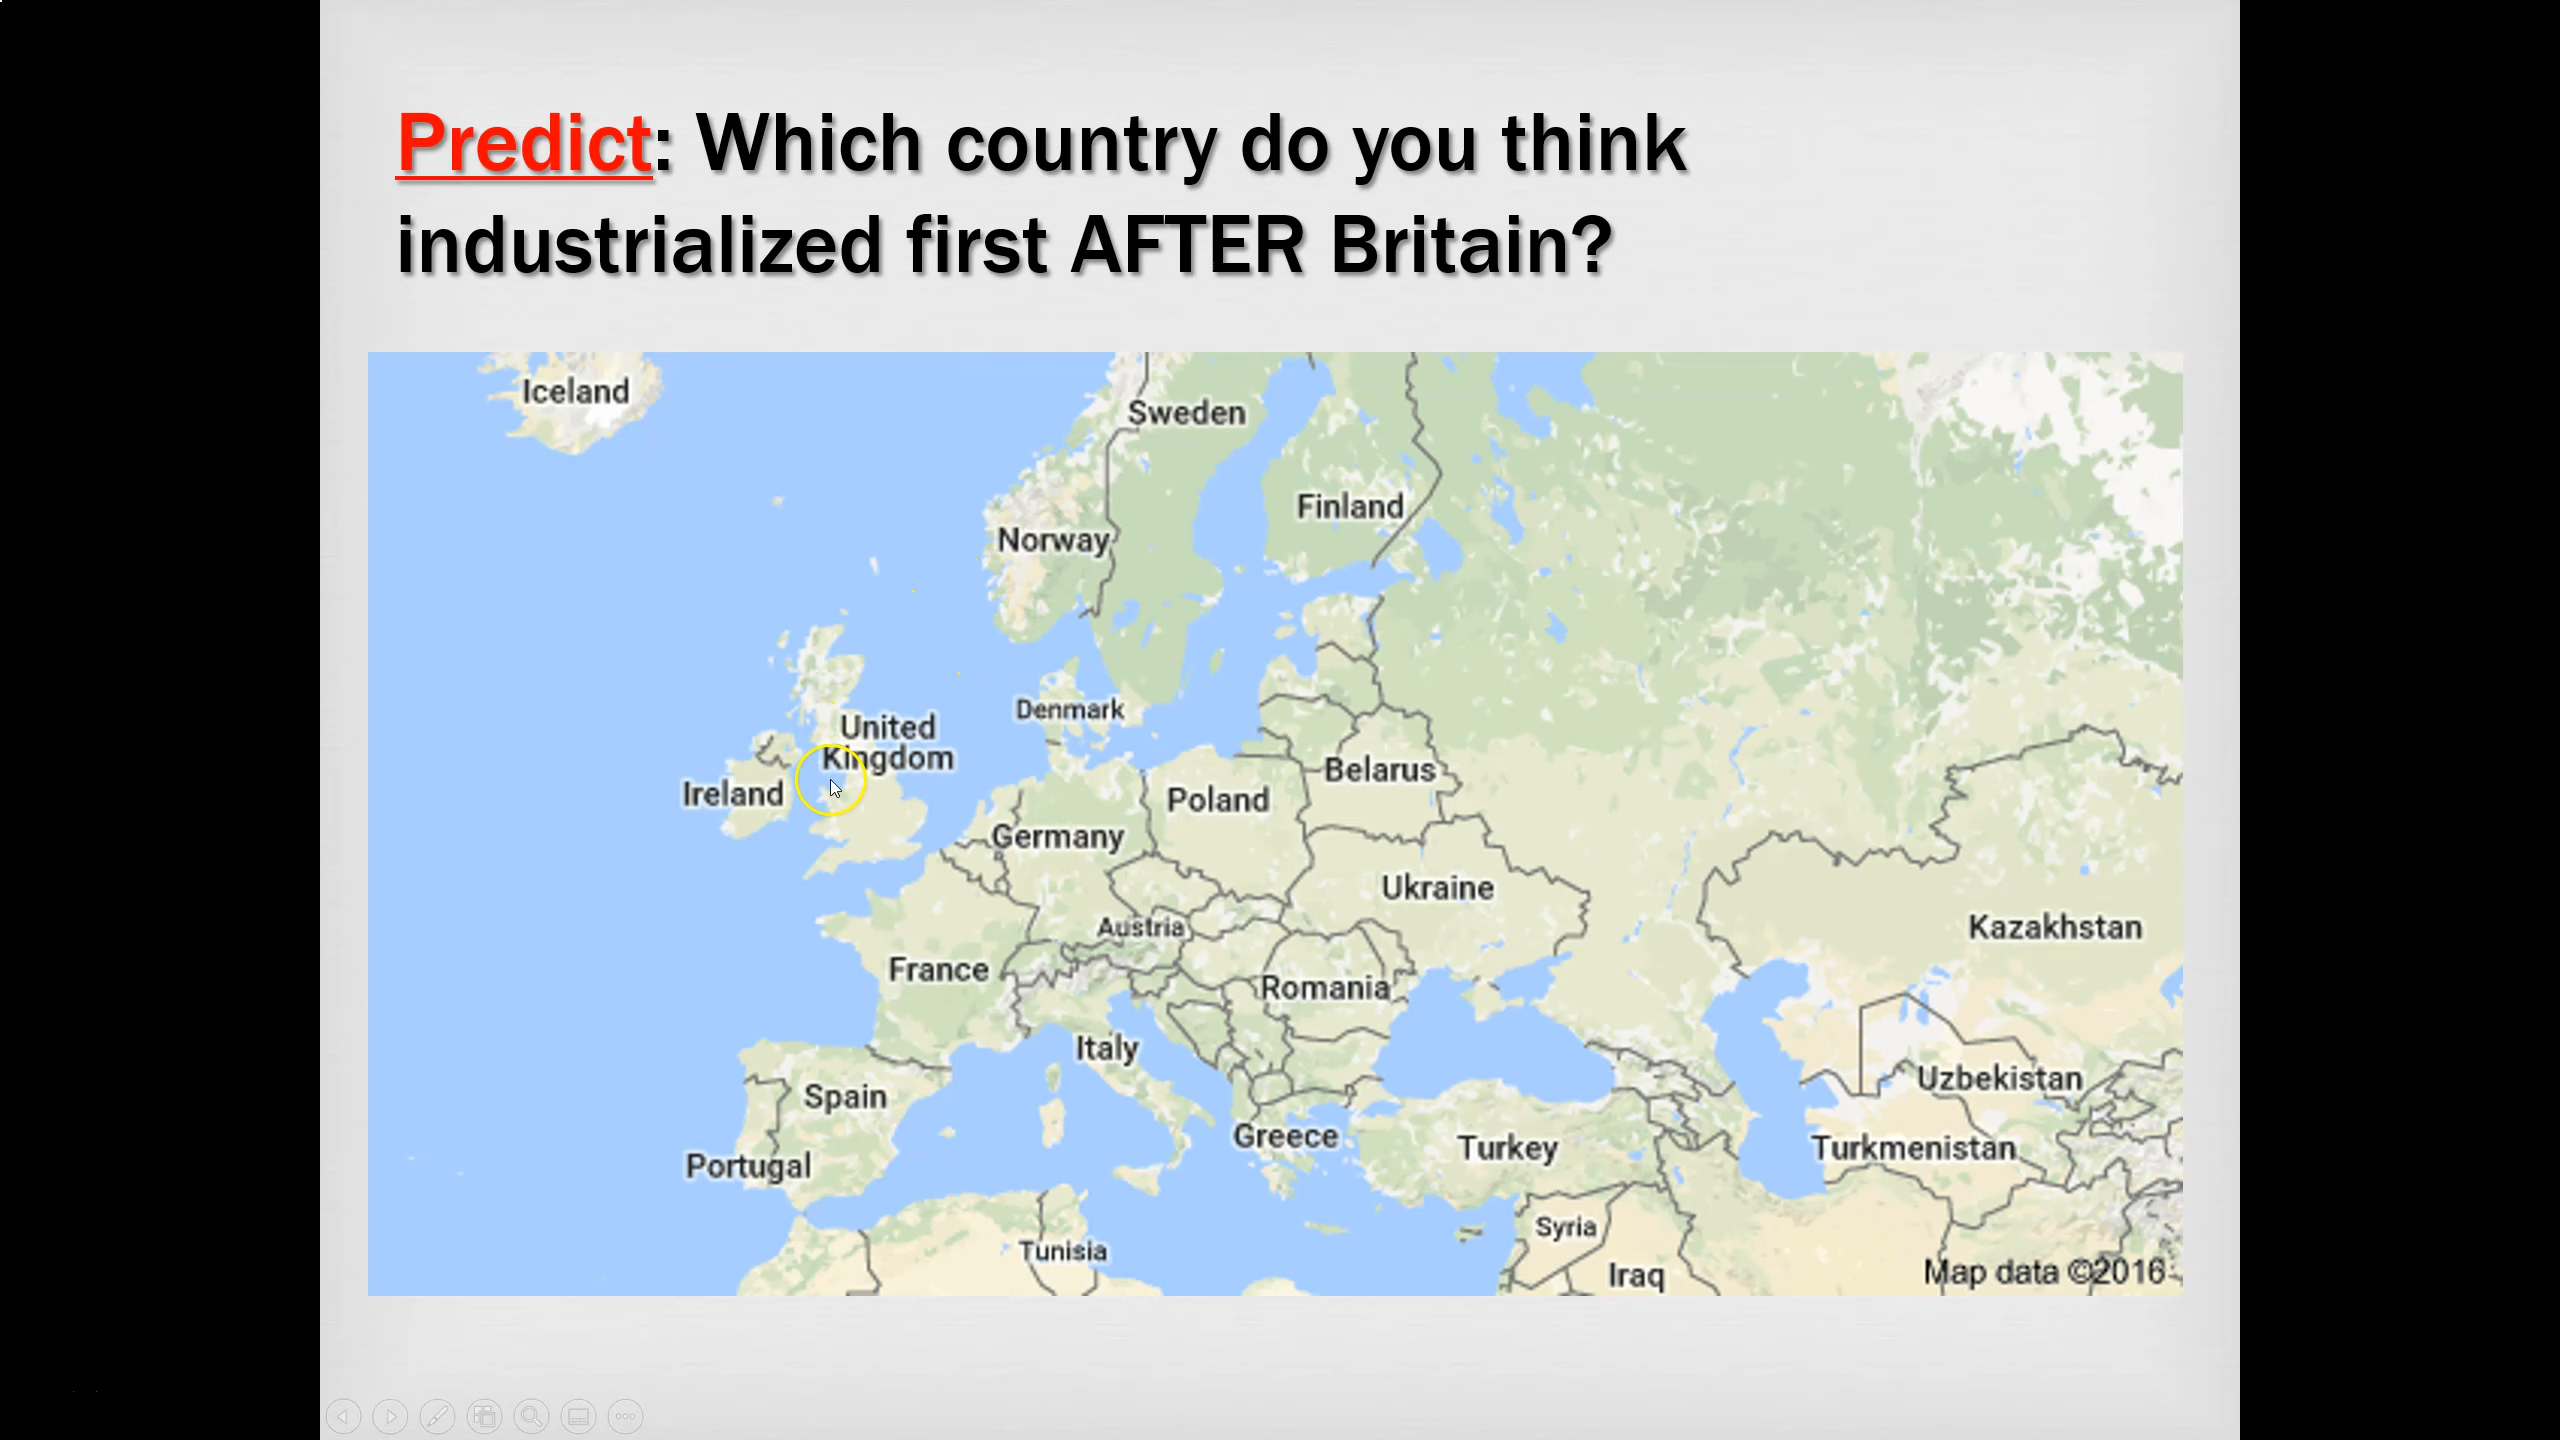 Predict: Which country do you think
industrialized first AFTER Britain?
Iceland
Sweden
Finland
Norway
Denmark
United
Kingdom
Ireland
Belarus
Poland
Germany
Ukraine
Austria
Kazakhstan
France
Romania
Italy
Uzbekistan
Spain
Greece
Turkey
Turkmenistan
Portugal
Syria
Tunisia
Iraq
Map data ©2016